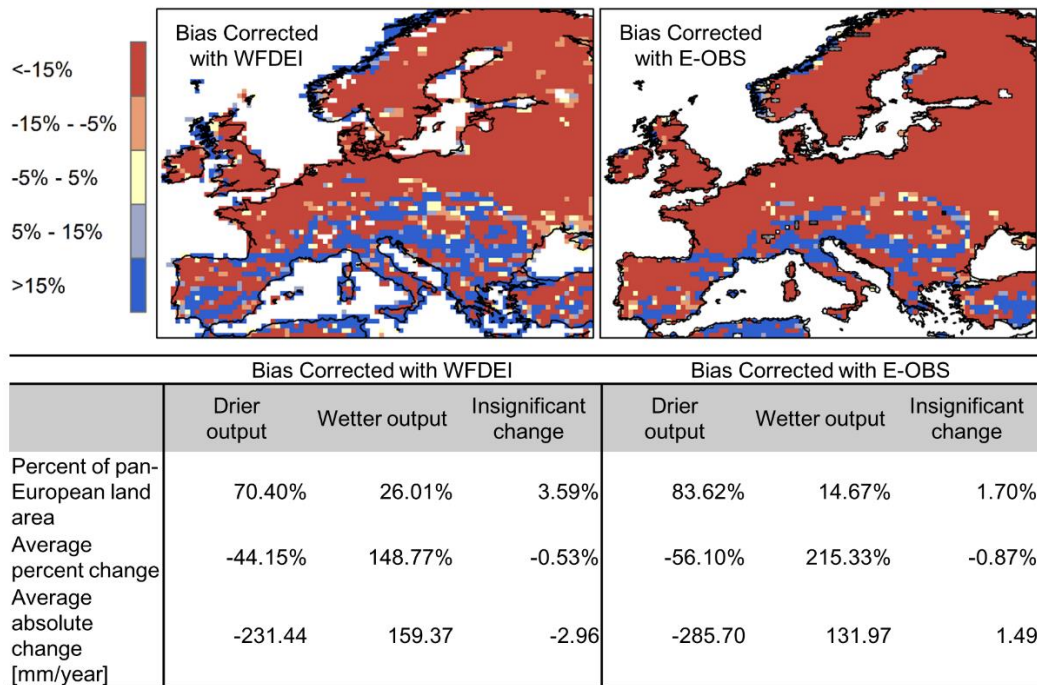 Bias Corrected
with WFDEI
Bias Corrected
with E-OBS
<-15%
-15% - -5%
-5% - 5%
5% - 15%
>15%
Bias Corrected with WFDEI Bias Corrected with E-OBS
Drier output Wetter output Insignificant change Drier output Wetter output Insignificant change
Percent of pan-
European land
area
70.40% 26.01% 3.59% 83.62% 14.67% 1.70%
Average
percent change
-44.15% 148.77% -0.53% -56.10% 215.33% -0.87%
Average
absolute
change
[mm/year]
-231.44 159.37 -2.96 -285.70 131.97 1.49